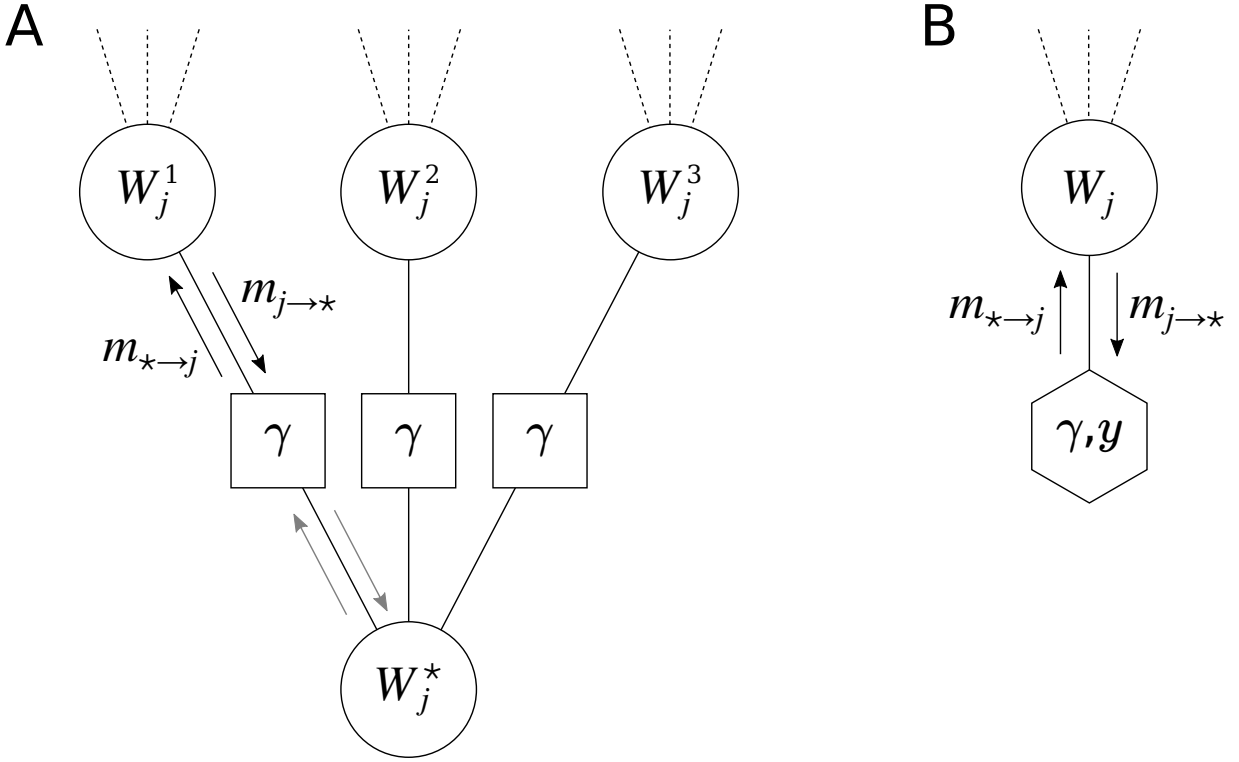 A
B
W_j^1
W_j^2
W_j^3
W_j
m_{j→⋆}
m_{⋆→j}
m_{⋆→j}
m_{j→⋆}
γ
γ
γ
γ,y
W_j^⋆